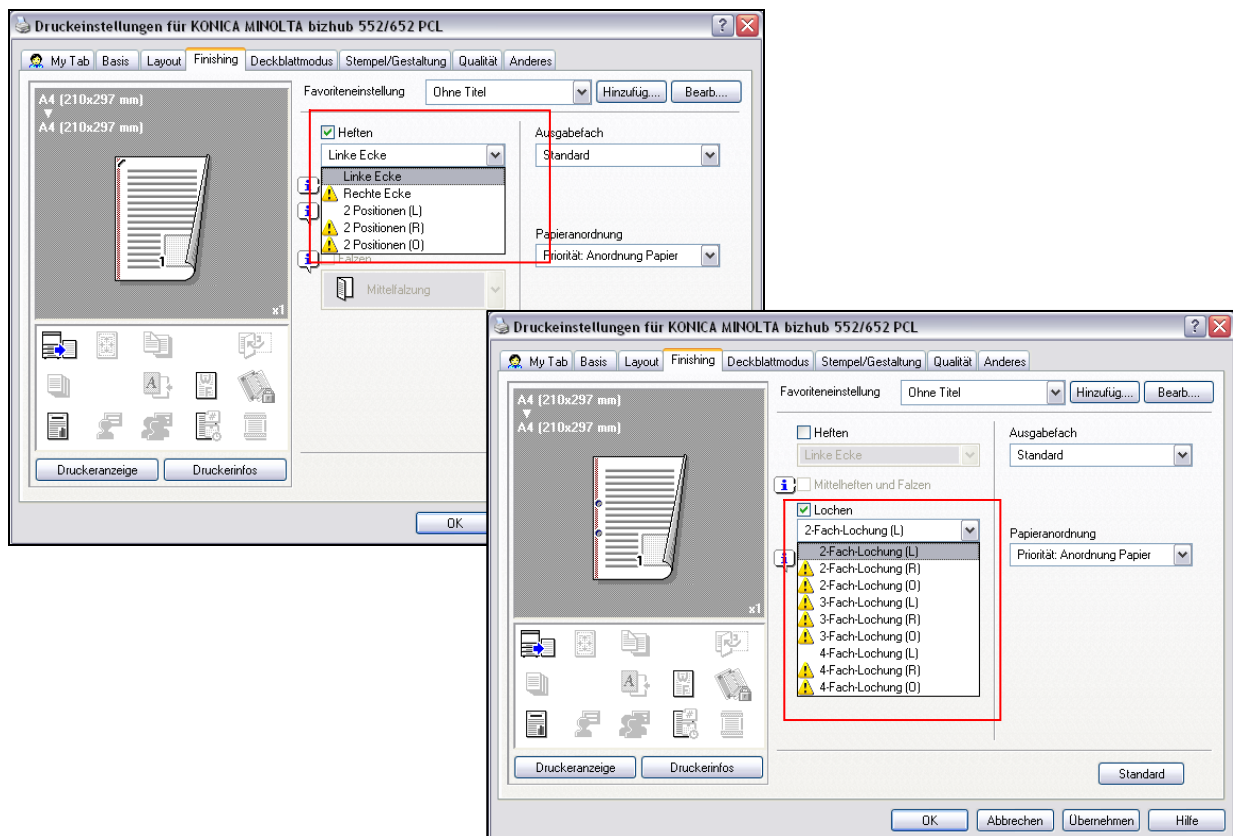 Druckeinstellungen für KONICA MINOLTA bizhub 552/652 PCL
My Tab Basis Layout Finishing Deckblattmodus Stempel/Gestaltung Qualität Anderes
A4 (210x297 mm)
A4 (210x297 mm)
1
x1
Favoriteneinstellung Ohne Titel Hinzufüg.... Bearb....
Heften
Linke Ecke
Linke Ecke
Rechte Ecke
2 Positionen (L)
2 Positionen (R)
2 Positionen (O)
Falzen
Mittelfalzung
Ausgabefach
Standard
Papieranordnung
Priorität: Anordnung Papier
Druckeranzeige Druckerinfos
OK
Druckeinstellungen für KONICA MINOLTA bizhub 552/652 PCL
My Tab Basis Layout Finishing Deckblattmodus Stempel/Gestaltung Qualität Anderes
A4 (210x297 mm)
A4 (210x297 mm)
1
x1
Favoriteneinstellung Ohne Titel Hinzufüg.... Bearb....
Heften
Linke Ecke
Mittelheften und Falzen
Lochen
2-Fach-Lochung (L)
2-Fach-Lochung (L)
2-Fach-Lochung (R)
2-Fach-Lochung (O)
3-Fach-Lochung (L)
3-Fach-Lochung (R)
3-Fach-Lochung (O)
4-Fach-Lochung (L)
4-Fach-Lochung (R)
4-Fach-Lochung (O)
Ausgabefach
Standard
Papieranordnung
Priorität: Anordnung Papier
Druckeranzeige Druckerinfos
Standard
OK Abbrechen Übernehmen Hilfe